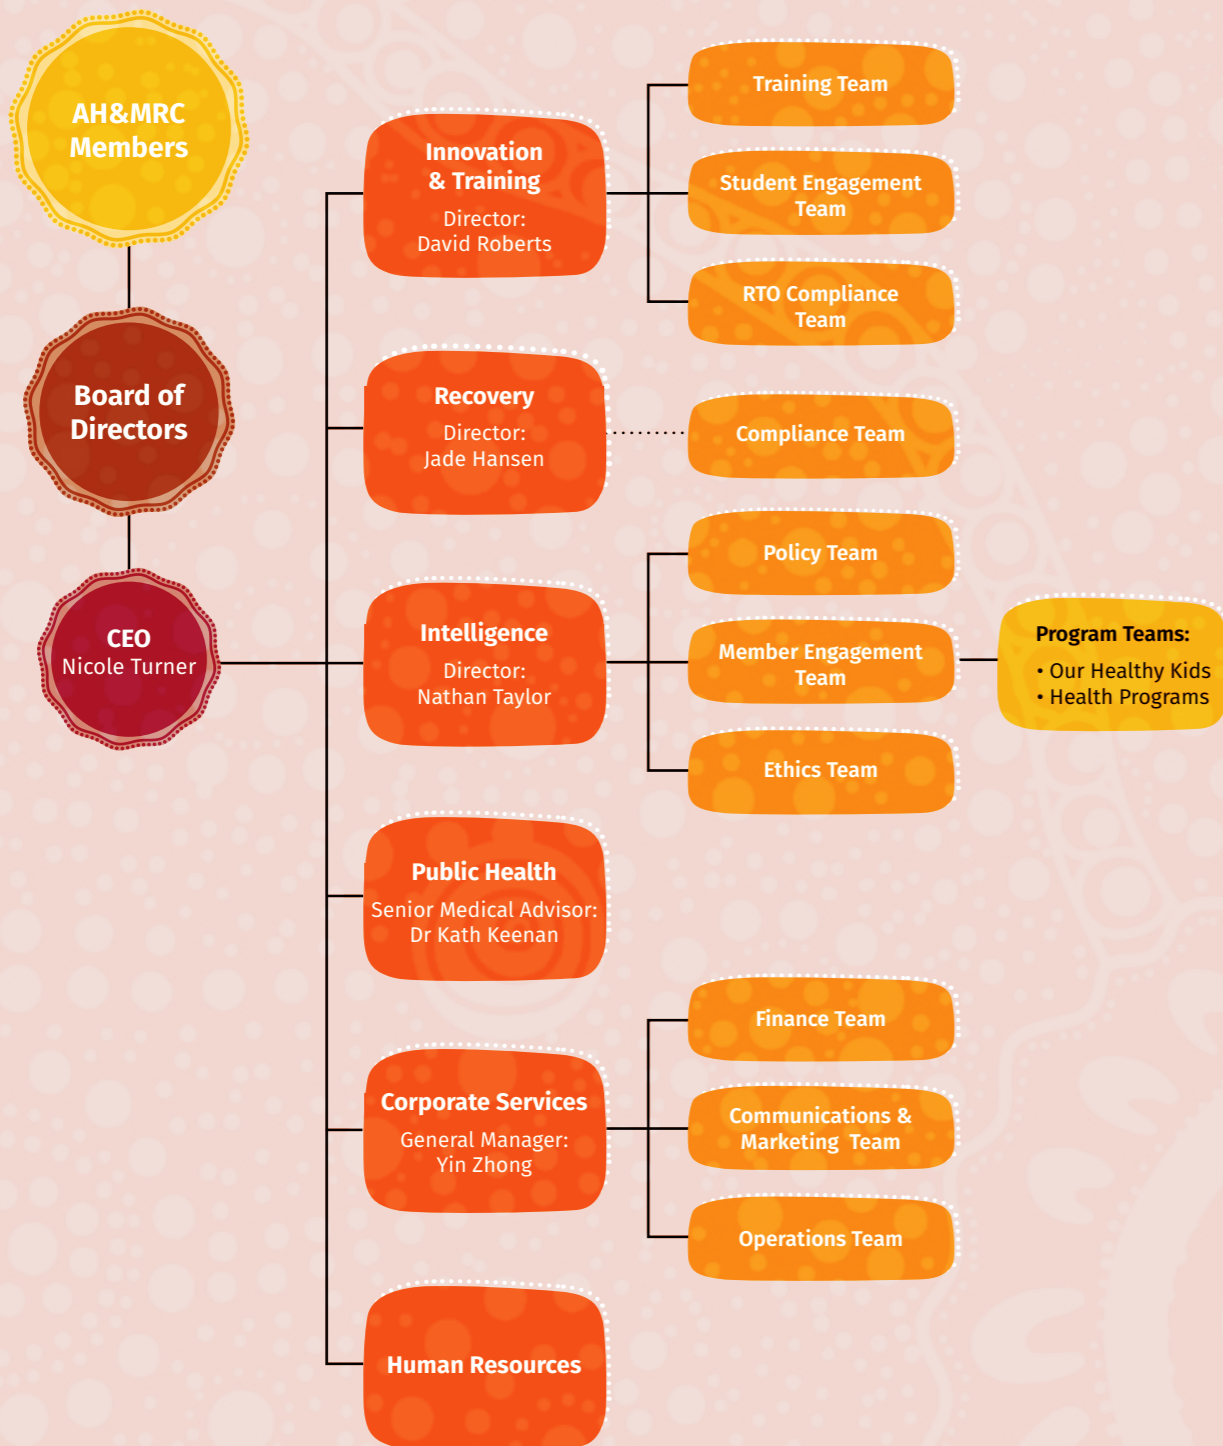 AH&MRC
Members
Board of
Directors
CEO
Nicole Turner
Innovation
& Training
Director:
David Roberts
Training Team
Student Engagement
Team
RTO Compliance
Team
Recovery
Director:
Jade Hansen
Compliance Team
Intelligence
Director:
Nathan Taylor
Policy Team
Member Engagement
Team
Ethics Team
Program Teams:
• Our Healthy Kids
• Health Programs
Public Health
Senior Medical Advisor:
Dr Kath Keenan
Corporate Services
General Manager:
Yin Zhong
Finance Team
Communications &
Marketing Team
Operations Team
Human Resources